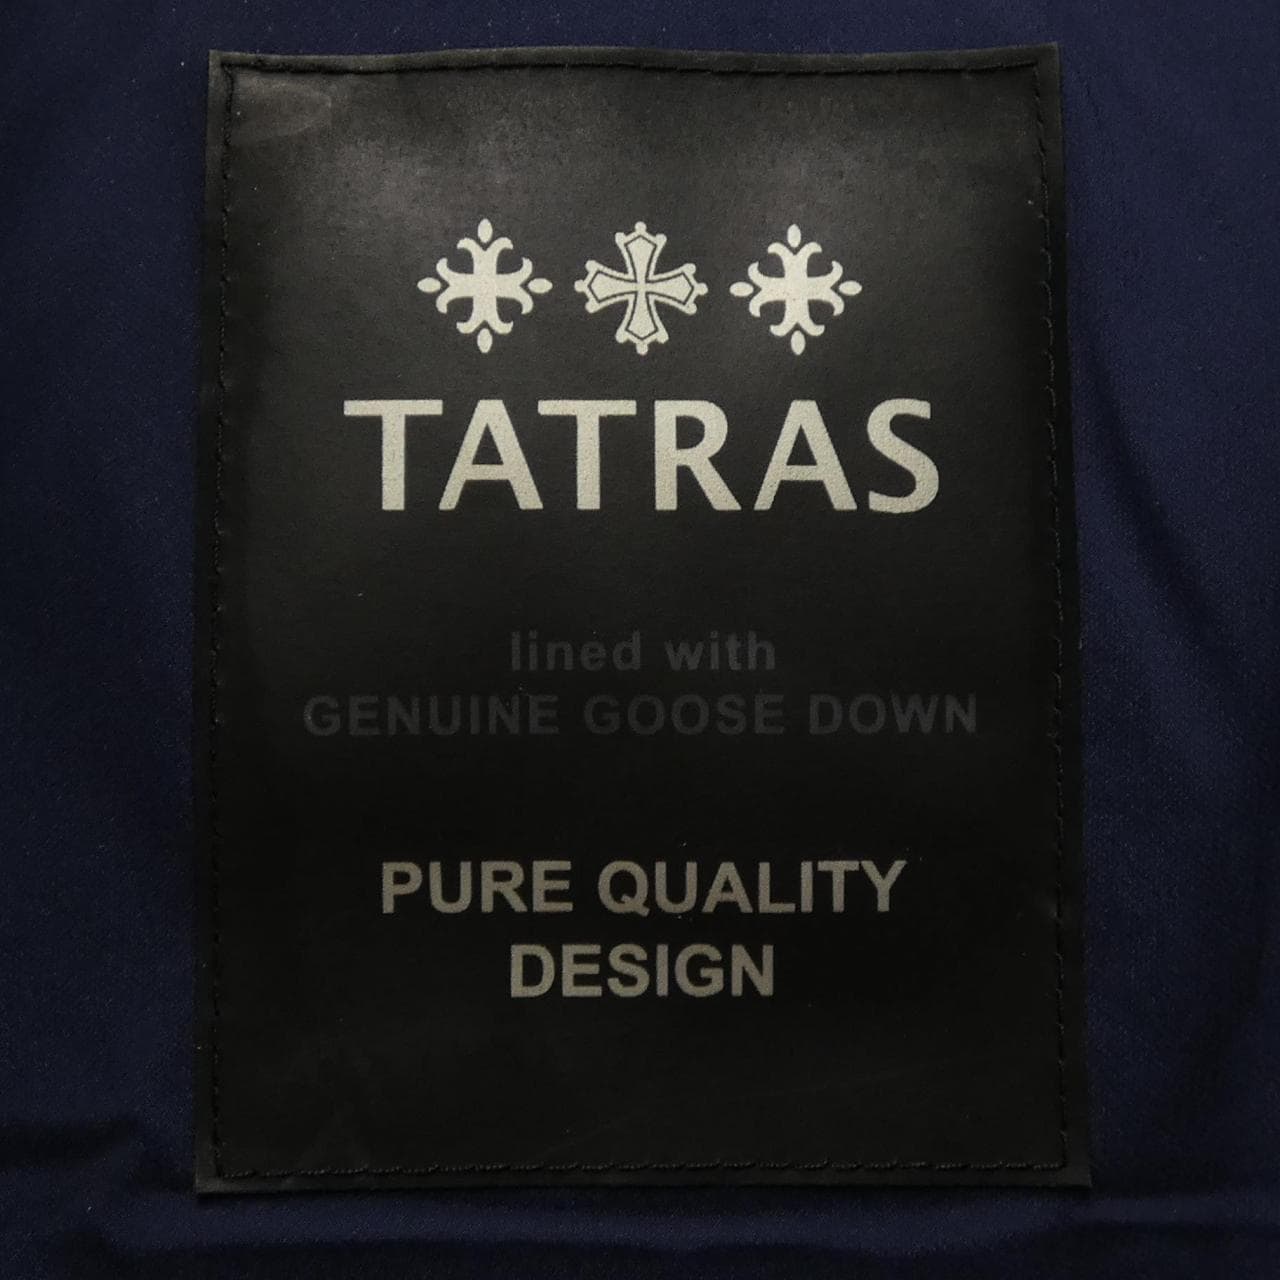 TATRAS
lined with
GENUINE GOOSE DOWN
PURE QUALITY
DESIGN